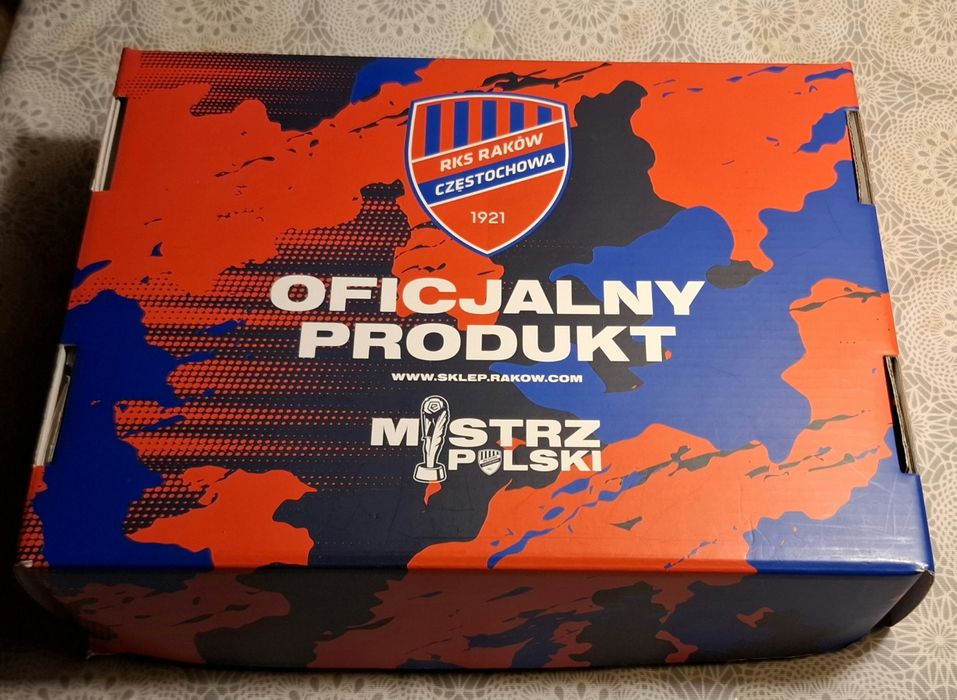 RKS RAKÓW
CZĘSTOCHOWA
1921
OFICJALNY
PRODUKT
WWW.SKLEP.RAKOW.COM
MISTRZ
POLSKI